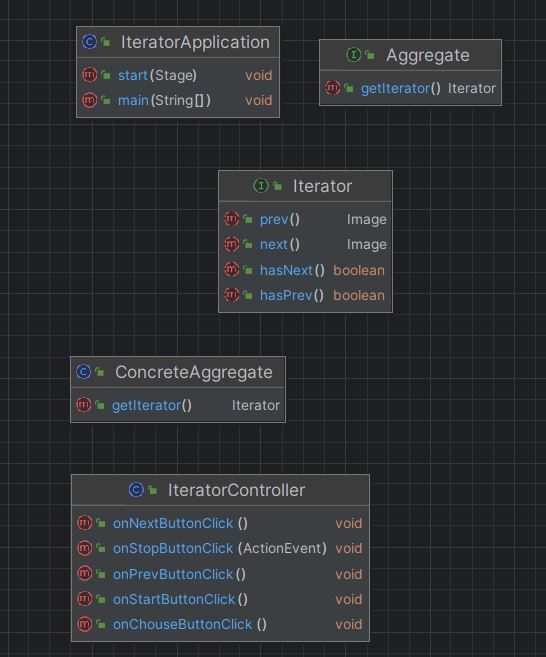 IteratorApplication
start(Stage) void
main(String[]) void
Aggregate
getIterator() Iterator
Iterator
prev() Image
next() Image
hasNext() boolean
hasPrev() boolean
ConcreteAggregate
getIterator() Iterator
IteratorController
onNextButtonClick () void
onStopButtonClick (ActionEvent) void
onPrevButtonClick() void
onStartButtonClick() void
onChouseButtonClick () void